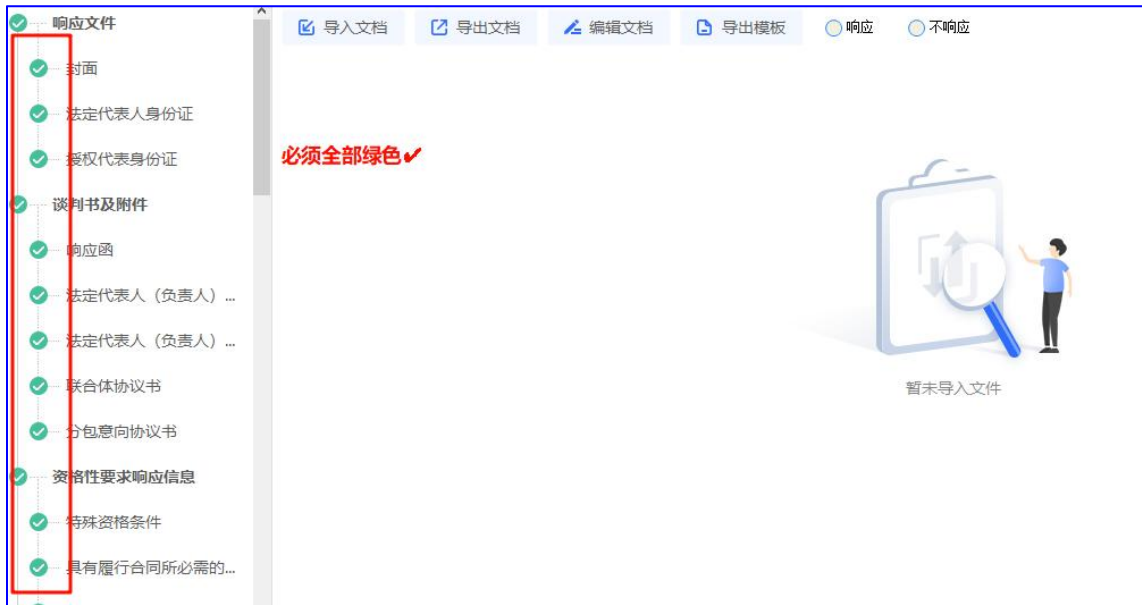 响应文件
封面
法定代表人身份证
授权代表身份证
谈判书及附件
响应函
法定代表人（负责人）...
法定代表人（负责人）...
联合体协议书
分包意向协议书
资格性要求响应信息
特殊资格条件
具有履行合同所必需的...
导入文档 导出文档 编辑文档 导出模板 响应 不响应
必须全部绿色✔
暂未导入文件